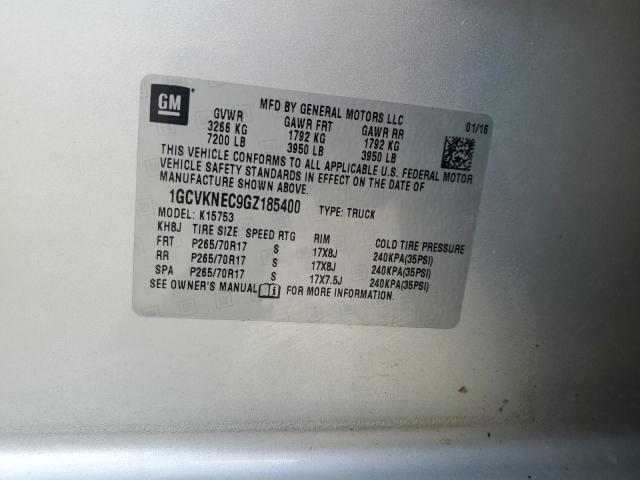 GM
MFD BY GENERAL MOTORS LLC
01/16
GVWR GAWR FRT GAWR RR
3266 KG 1792 KG 1792 KG
7200 LB 3950 LB 3950 LB
THIS VEHICLE CONFORMS TO ALL APPLICABLE U.S. FEDERAL MOTOR
VEHICLE SAFETY STANDARDS IN EFFECT ON THE DATE OF
MANUFACTURE SHOWN ABOVE.
1GCVKNEC9GZ185400 TYPE: TRUCK
MODEL: K15753
KH8J TIRE SIZE SPEED RTG RIM COLD TIRE PRESSURE
FRT P265/70R17 S 17X8J 240KPA(35PSI)
RR P265/70R17 S 17X8J 240KPA(35PSI)
SPA P265/70R17 S 17X7.5J 240KPA(35PSI)
SEE OWNER'S MANUAL FOR MORE INFORMATION.